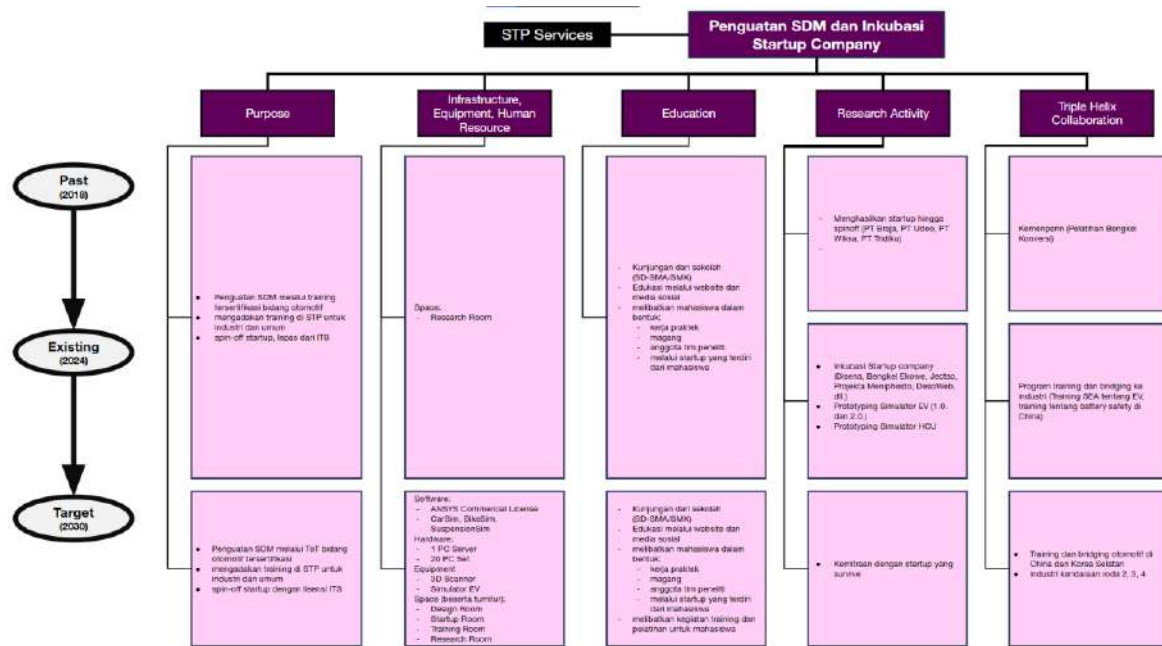 STP Services
Penguatan SDM dan Inkubasi
Startup Company
Purpose
Infrastructure,
Equipment, Human
Resource
Education
Research Activity
Triple Helix
Collaboration
Past
(2018)
Existing
(2024)
Target
(2030)
• Penguatan SDM melalui training
tersertifikasi bidang otomotif
• mengadakan training di STP untuk
industri dan umum
• spin-off startup, lepas dari ITS
Space:
- Research Room
- Kunjungan dari sekolah
(SD-SMA/SMK)
- Edukasi melalui website dan
media sosial
- melibatkan mahasiswa dalam
bentuk:
- kerja praktek
- magang
- anggota tim peneliti
- melalui startup yang terdiri
dari mahasiswa
- Menghasilkan startup hingga
spinoff (PT Braja, PT Udeo, PT
Wiksa, PT Tridiku)
-
Kemenperin (Pelatihan Bengkel
Konversi)
• Inkubasi Startup company
(Disena, Bengkel Ekowe,
Projekta Meniphesto, DescWeb,
dll.)
• Prototyping Simulator EV (1.0.
dan 2.0.)
• Prototyping Simulator HCU
Program training dan bridging ke
industri (Training SEA tentang EV,
training tentang battery safety di
China)
• Penguatan SDM melalui ToT bidang
otomotif tersertifikasi
• mengadakan training di STP untuk
industri dan umum
• spin-off startup dengan lisensi ITS
Software:
- ANSYS Commercial License
- CarSim, BikeSim,
SuspensionSim
Hardware:
- 1 PC Server
- 20 PC Set
Equipment
- 3D Scanner
- Simulator EV
Space (beserta furnitur):
- Design Room
- Startup Room
- Training Room
- Research Room
- Kunjungan dari sekolah
(SD-SMA/SMK)
- Edukasi melalui website dan
media sosial
- melibatkan mahasiswa dalam
bentuk:
- kerja praktek
- magang
- anggota tim peneliti
- melalui startup yang terdiri
dari mahasiswa
- melibatkan kegiatan training dan
pelatihan untuk mahasiswa
• Kemitraan dengan startup yang
survive
• Training dan bridging otomotif di
China dan Korea Selatan
• Industri kendaraan roda 2, 3, 4